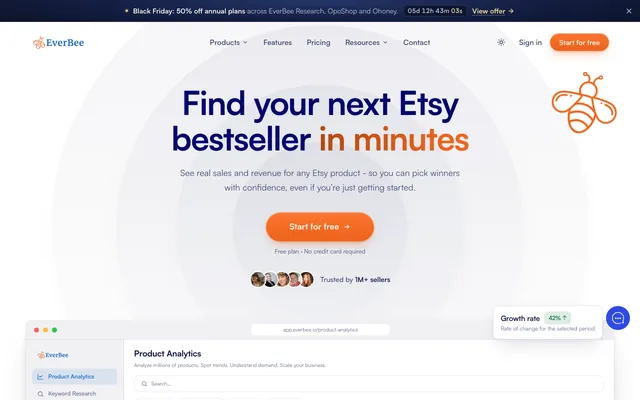 Black Friday: 50% off annual plans across EverBee Research, OpoShop and Ohoney. 05d 12h 43m 03s View offer →
EverBee Products Features Pricing Resources Contact Sign in Start for free
Find your next Etsy
bestseller in minutes
See real sales and revenue for any Etsy product - so you can pick winners
with confidence, even if you're just getting started.
Start for free →
Free plan · No credit card required
Trusted by 1M+ sellers
Growth rate 42% ↑
Rate of change for the selected period
app.everbee.io/product-analytics
EverBee
Product Analytics
Keyword Research
Product Analytics
Analyze millions of products. Spot trends. Understand demand. Scale your business.
Search...